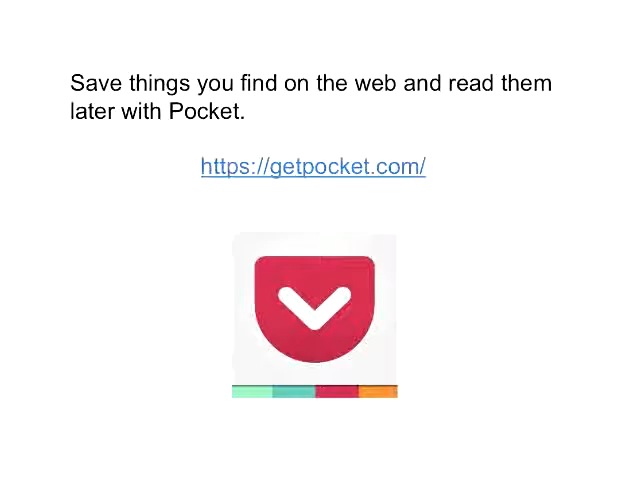 Save things you find on the web and read them
later with Pocket.
https://getpocket.com/